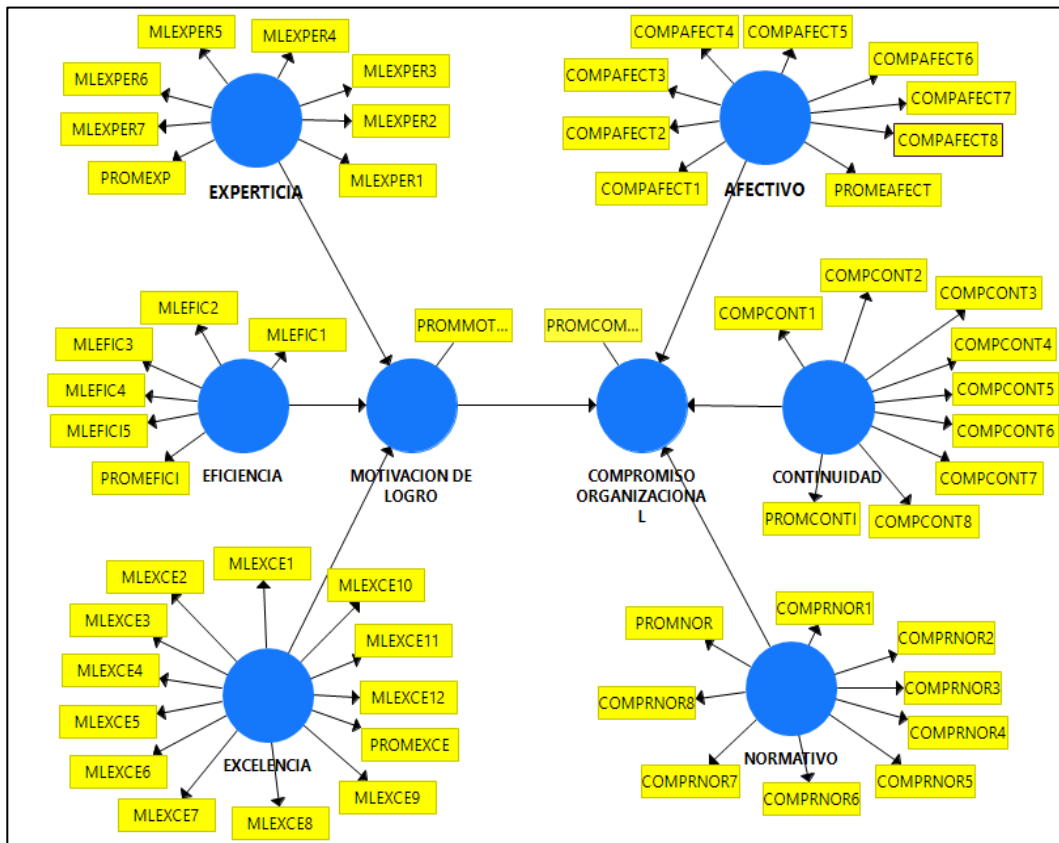 MLEXPER5
MLEXPER4
MLEXPER6
MLEXPER3
MLEXPER7
MLEXPER2
PROMEXP
MLEXPER1
EXPERTICIA
COMPAFECT4
COMPAFECT5
COMPAFECT3
COMPAFECT6
COMPAFECT7
COMPAFECT2
COMPAFECT8
COMPAFECT1
PROMEAFECT
AFECTIVO
MLEFIC2
MLEFIC1
MLEFIC3
MLEFIC4
MLEFICI5
PROMEFICI
EFICIENCIA
PROMMOT...
MOTIVACION DE
LOGRO
PROMCOM...
COMPROMISO
ORGANIZACIONA
L
COMPCONT2
COMPCONT1
COMPCONT3
COMPCONT4
COMPCONT5
COMPCONT6
COMPCONT7
PROMCONTI
COMPCONT8
CONTINUIDAD
MLEXCE1
MLEXCE2
MLEXCE10
MLEXCE3
MLEXCE11
MLEXCE4
MLEXCE12
MLEXCE5
PROMEXCE
MLEXCE6
MLEXCE9
MLEXCE7
MLEXCE8
EXCELENCIA
COMPRNOR1
PROMNOR
COMPRNOR2
COMPRNOR3
COMPRNOR8
COMPRNOR4
COMPRNOR7
COMPRNOR5
COMPRNOR6
NORMATIVO